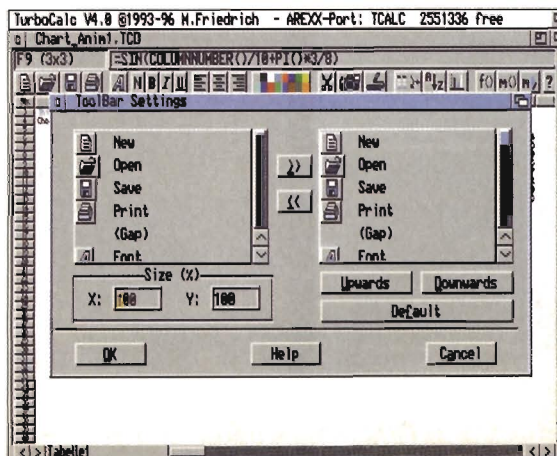 TurboCalc V4.0 ©1993-96 M.Friedrich - AREXX-Port: TCALC 2551336 free
Chart_Anim1.TCD
F9 (3x3) =SIN(COLUMNNUMBER()/10+PI()*3/8)
A N B I U
ToolBar Settings
New
Open
Save
Print
(Gap)
Font
>>
<<
New
Open
Save
Print
(Gap)
Font
Size (%)
X: 100 Y: 100
Upwards Downwards
Default
OK Help Cancel
Tabelle1